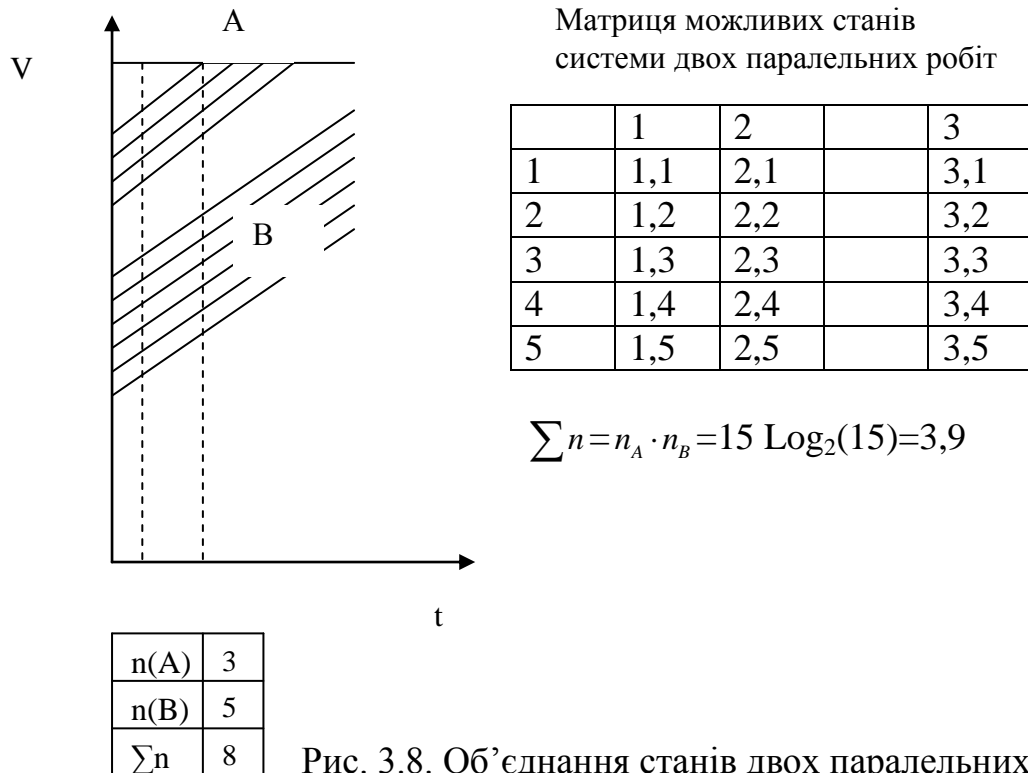 A
V
B
t
Матриця можливих станів
системи двох паралельних робіт
1 2 3
1 1,1 2,1 3,1
2 1,2 2,2 3,2
3 1,3 2,3 3,3
4 1,4 2,4 3,4
5 1,5 2,5 3,5
∑n=n_A·n_B=15 Log₂(15)=3,9
n(A) 3
n(B) 5
∑n 8
Рис. 3.8. Об’єднання станів двох паралельних